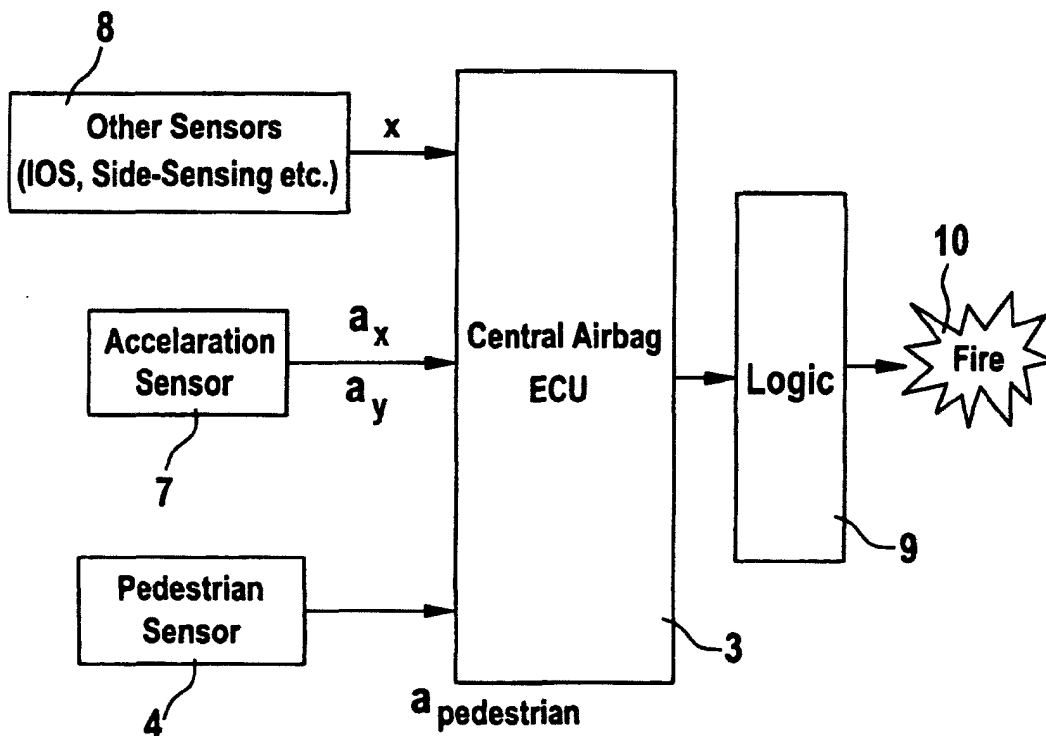 8
Other Sensors
(IOS, Side-Sensing etc.)
x
Accelaration
Sensor
7
a x
a y
Pedestrian
Sensor
4
a pedestrian
Central Airbag
ECU
3
Logic
9
10
Fire